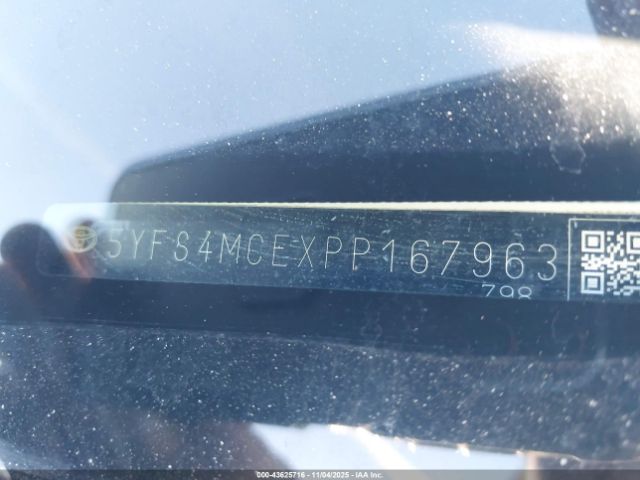 5YFS4MCEXPP167963
798
000-43625716 - 11/04/2025 - IAA Inc.